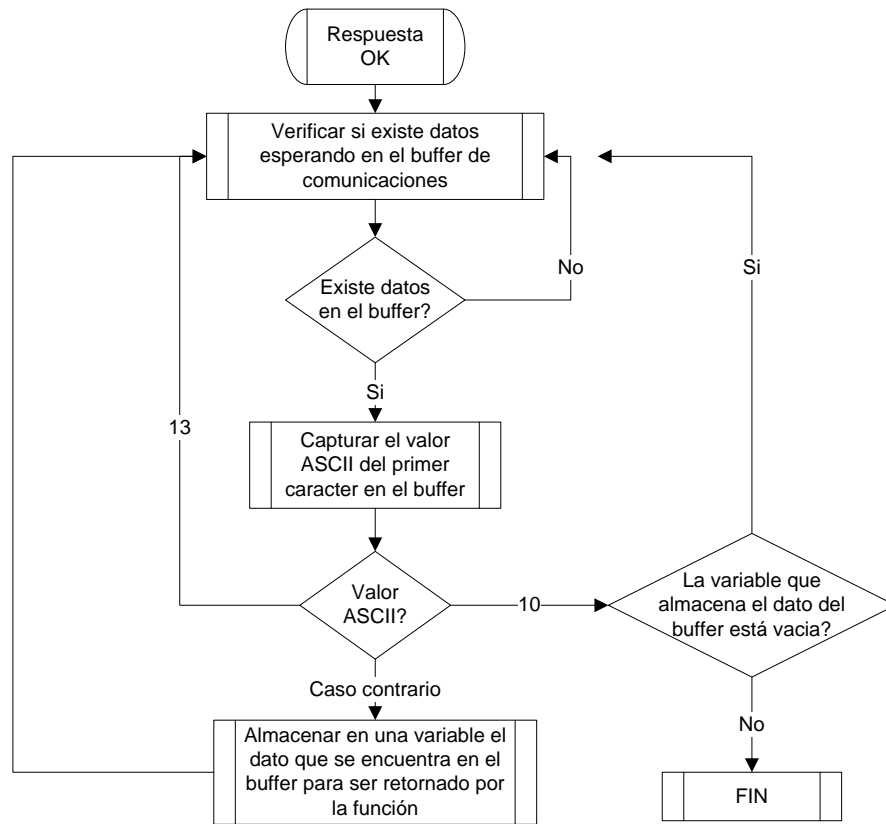 Respuesta
OK
Verificar si existe datos
esperando en el buffer de
comunicaciones
No
Si
Existe datos
en el buffer?
Si
13
Capturar el valor
ASCII del primer
caracter en el buffer
Valor
ASCII?
10
La variable que
almacena el dato del
buffer está vacia?
Caso contrario
No
Almacenar en una variable el
dato que se encuentra en el
buffer para ser retornado por
la función
FIN